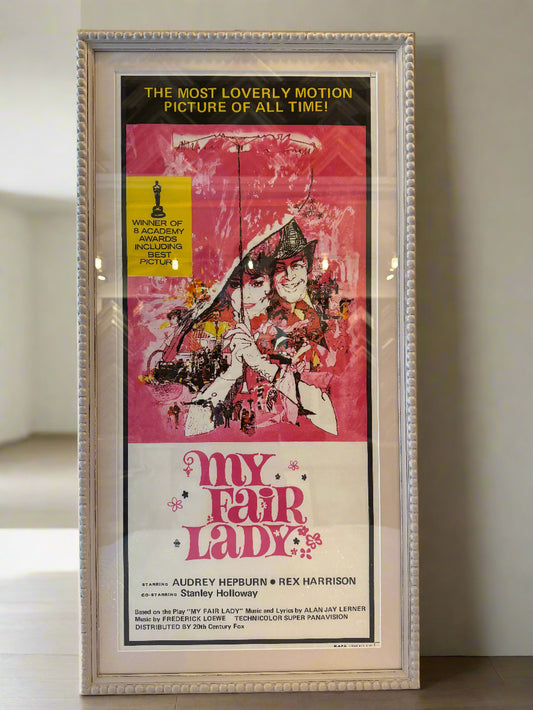 THE MOST LOVERLY MOTION
PICTURE OF ALL TIME!
WINNER OF
8 ACADEMY
AWARDS
INCLUDING
BEST
PICTURE
MY
FAIR
LADY
STARRING AUDREY HEPBURN • REX HARRISON
CO-STARRING Stanley Holloway
Based on the Play "MY FAIR LADY" Music and Lyrics by ALAN JAY LERNER
Music by FREDERICK LOEWE TECHNICOLOR SUPER PANAVISION
DISTRIBUTED BY 20th Century Fox